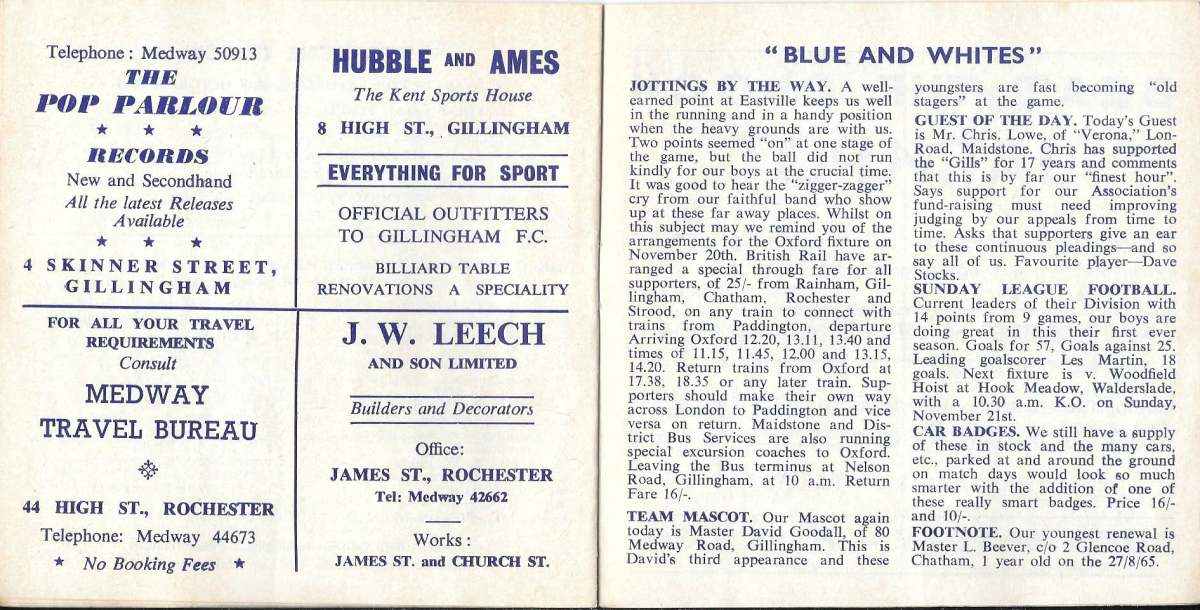 Telephone: Medway 50913
THE
POP PARLOUR
★ ★ ★
RECORDS
New and Secondhand
All the latest Releases
Available
★ ★ ★
4 SKINNER STREET,
GILLINGHAM
HUBBLE AND AMES
The Kent Sports House
8 HIGH ST., GILLINGHAM
EVERYTHING FOR SPORT
OFFICIAL OUTFITTERS
TO GILLINGHAM F.C.
BILLIARD TABLE
RENOVATIONS A SPECIALITY
FOR ALL YOUR TRAVEL
REQUIREMENTS
Consult
MEDWAY
TRAVEL BUREAU
44 HIGH ST., ROCHESTER
Telephone: Medway 44673
★ No Booking Fees ★
J. W. LEECH
AND SON LIMITED
Builders and Decorators
Office:
JAMES ST., ROCHESTER
Tel: Medway 42662
Works :
JAMES ST. and CHURCH ST.
"BLUE AND WHITES"
JOTTINGS BY THE WAY. A well-
earned point at Eastville keeps us well
in the running and in a handy position
when the heavy grounds are with us.
Two points seemed "on" at one stage of
the game, but the ball did not run
kindly for our boys at the crucial time.
It was good to hear the "zigger-zagger"
cry from our faithful band who show
up at these far away places. Whilst on
this subject may we remind you of the
arrangements for the Oxford fixture on
November 20th. British Rail have ar-
ranged a special through fare for all
supporters, of 25/- from Rainham, Gil-
lingham, Chatham, Rochester and
Strood, on any train to connect with
trains from Paddington, departure
Arriving Oxford 12.20, 13.11, 13.40 and
times of 11.15, 11.45, 12.00 and 13.15,
14.20. Return trains from Oxford at
17.38, 18.35 or any later train. Sup-
porters should make their own way
across London to Paddington and vice
versa on return. Maidstone and Dis-
trict Bus Services are also running
special excursion coaches to Oxford.
Leaving the Bus terminus at Nelson
Road, Gillingham, at 10 a.m. Return
Fare 16/-.
TEAM MASCOT. Our Mascot again
today is Master David Goodall, of 80
Medway Road, Gillingham. This is
David's third appearance and these
youngsters are fast becoming "old
stagers" at the game.
GUEST OF THE DAY. Today's Guest
is Mr. Chris. Lowe, of "Verona," Lon-
Road, Maidstone. Chris has supported
the "Gills" for 17 years and comments
that this is by far our "finest hour".
Says support for our Association's
fund-raising must need improving
judging by our appeals from time to
time. Asks that supporters give an ear
to these continuous pleadings—and so
say all of us. Favourite player—Dave
Stocks.
SUNDAY LEAGUE FOOTBALL.
Current leaders of their Division with
14 points from 9 games, our boys are
doing great in this their first ever
season. Goals for 57, Goals against 25.
Leading goalscorer Les Martin, 18
goals. Next fixture is v. Woodfield
Hoist at Hook Meadow, Walderslade,
with a 10.30 a.m. K.O. on Sunday,
November 21st.
CAR BADGES. We still have a supply
of these in stock and the many cars,
etc., parked at and around the ground
on match days would look so much
smarter with the addition of one of
these really smart badges. Price 16/-
and 10/-.
FOOTNOTE. Our youngest renewal is
Master L. Beever, c/o 2 Glencoe Road,
Chatham, 1 year old on the 27/8/65.